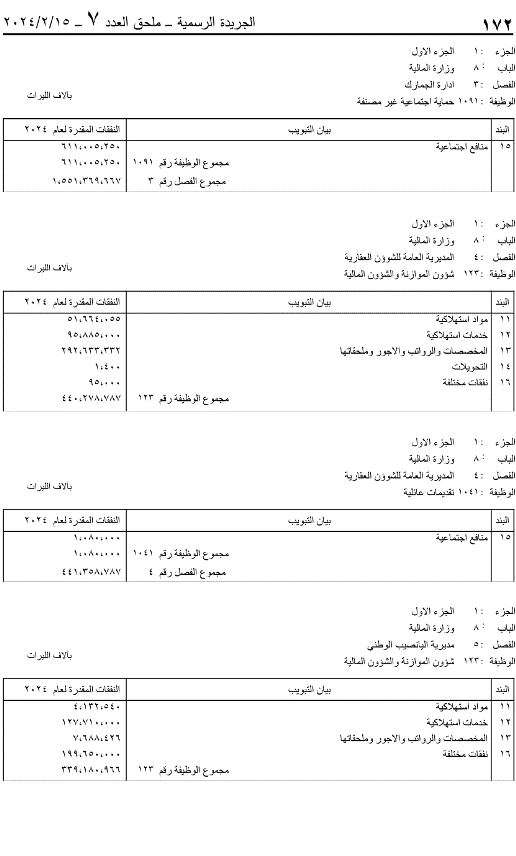 ١٧٢ الجريدة الرسمية ــ ملحق العدد ٧ ــ ٢٠٢٤/٢/١٥
الجزء : ١ الجزء الاول
الباب : ٨ وزارة المالية
الفصل : ٣ ادارة الجمارك
الوظيفة : ١٠٩١ حماية اجتماعية غير مصنفة بآلاف الليرات
البند بيان التبويب النفقات المقدرة لعام ٢٠٢٤
١٥ منافع اجتماعية ٦١١،٠٠٥،٢٥٠
مجموع الوظيفة رقم ١٠٩١ ٦١١،٠٠٥،٢٥٠
مجموع الفصل رقم ٣ ١،٥٥١،٣٦٩،٦٦٧
الجزء : ١ الجزء الاول
الباب : ٨ وزارة المالية
الفصل : ٤ المديرية العامة للشوؤن العقارية
الوظيفة : ١٢٣ شؤون الموازنة والشؤون المالية بآلاف الليرات
البند بيان التبويب النفقات المقدرة لعام ٢٠٢٤
١١ مواد استهلاكية ٥١،٦٦٤،٠٥٥
١٢ خدمات استهلاكية ٩٥،٨٨٥،٠٠٠
١٣ المخصصات والرواتب والاجور وملحقاتها ٢٩٢،٦٣٣،٣٣٢
١٤ التحويلات ١،٤٠٠
١٦ نفقات مختلفة ٩٥،٠٠٠
مجموع الوظيفة رقم ١٢٣ ٤٤٠،٢٧٨،٧٨٧
الجزء : ١ الجزء الاول
الباب : ٨ وزارة المالية
الفصل : ٤ المديرية العامة للشوؤن العقارية
الوظيفة : ١٠٤١ تقديمات عائلية بآلاف الليرات
البند بيان التبويب النفقات المقدرة لعام ٢٠٢٤
١٥ منافع اجتماعية ١،٠٨٠،٠٠٠
مجموع الوظيفة رقم ١٠٤١ ١،٠٨٠،٠٠٠
مجموع الفصل رقم ٤ ٤٤١،٣٥٨،٧٨٧
الجزء : ١ الجزء الاول
الباب : ٨ وزارة المالية
الفصل : ٥ مديرية اليانصيب الوطني
الوظيفة : ١٢٣ شؤون الموازنة والشؤون المالية بآلاف الليرات
البند بيان التبويب النفقات المقدرة لعام ٢٠٢٤
١١ مواد استهلاكية ٤،١٣٢،٥٤٠
١٢ خدمات استهلاكية ١٢٧،٧١٠،٠٠٠
١٣ المخصصات والرواتب والاجور وملحقاتها ٧،٦٨٨،٤٢٦
١٦ نفقات مختلفة ١٩٩،٦٥٠،٠٠٠
مجموع الوظيفة رقم ١٢٣ ٣٣٩،١٨٠،٩٦٦